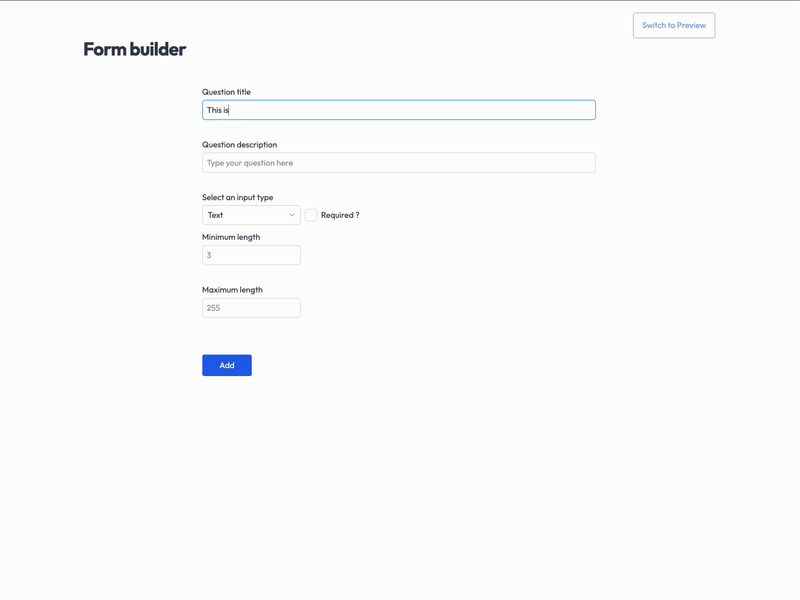 Switch to Preview
Form builder
Question title
This is
Question description
Type your question here
Select an input type
Text
Required ?
Minimum length
3
Maximum length
255
Add